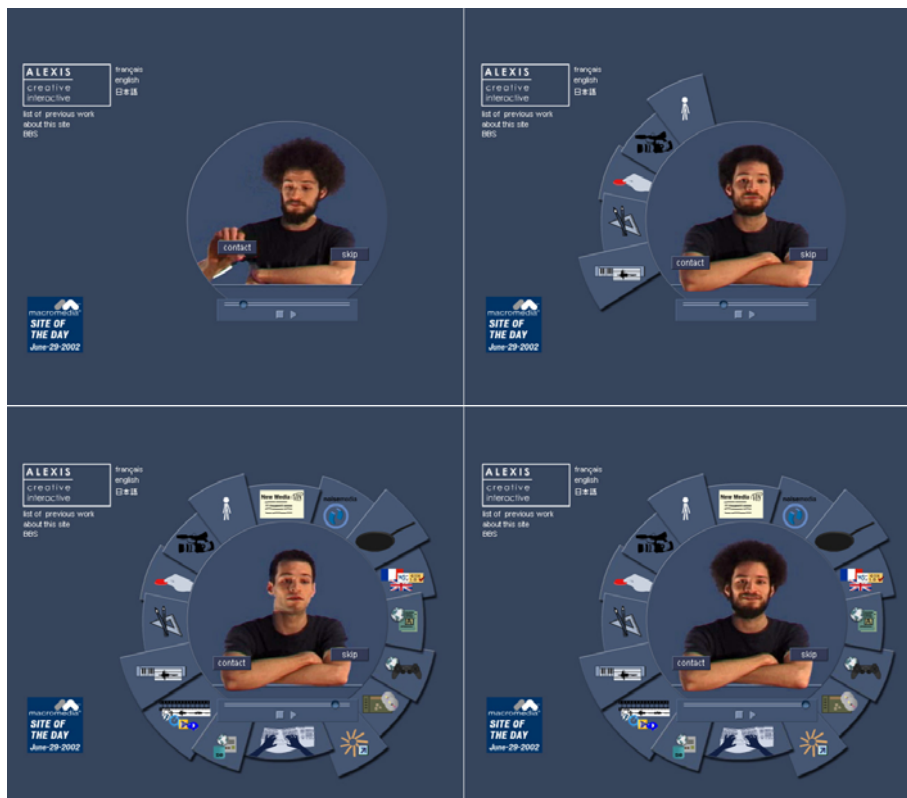 ALEXIS
creative
interactive
français
english
日本語
list of previous work
about this site
BBS
contact
skip
macromedia
SITE OF
THE DAY
June-29-2002
ALEXIS
creative
interactive
français
english
日本語
list of previous work
about this site
BBS
contact
skip
macromedia
SITE OF
THE DAY
June-29-2002
ALEXIS
creative
interactive
français
english
日本語
list of previous work
about this site
BBS
New Media
contact
skip
macromedia
SITE OF
THE DAY
June-29-2002
ALEXIS
creative
interactive
français
english
日本語
list of previous work
about this site
BBS
New Media
contact
skip
macromedia
SITE OF
THE DAY
June-29-2002